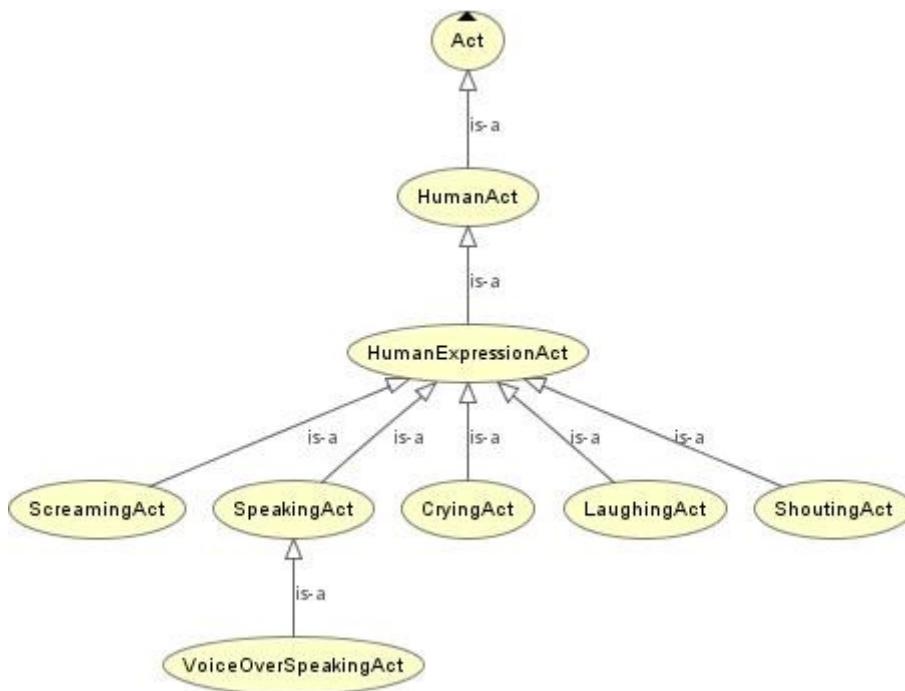 Act
is-a
HumanAct
is-a
HumanExpressionAct
is-a is-a is-a is-a is-a
ScreamingAct SpeakingAct CryingAct LaughingAct ShoutingAct
is-a
VoiceOverSpeakingAct